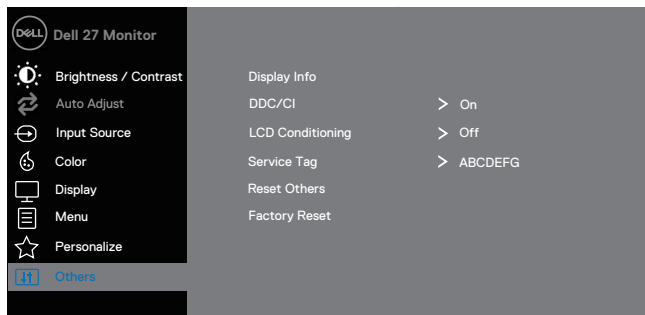 DELL Dell 27 Monitor
Brightness / Contrast Display Info
Auto Adjust DDC/CI > On
Input Source LCD Conditioning > Off
Color Service Tag > ABCDEFG
Display Reset Others
Menu Factory Reset
Personalize
Others